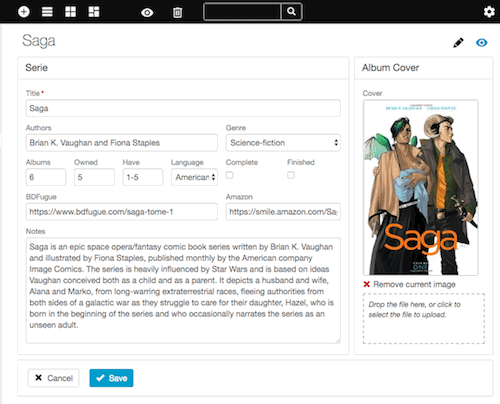 Saga
Serie
Album Cover
Title *
Saga
Authors
Genre
Brian K. Vaughan and Fiona Staples
Science-fiction
Albums
Owned
Have
Language
Complete
Finished
6
5
1-5
American
BDFugue
Amazon
https://www.bdfugue.com/saga-tome-1
https://smile.amazon.com/Sa
Notes
Saga is an epic space opera/fantasy comic book series written by Brian K. Vaughan
and illustrated by Fiona Staples, published monthly by the American company
Image Comics. The series is heavily influenced by Star Wars and is based on ideas
Vaughan conceived both as a child and as a parent. It depicts a husband and wife,
Alana and Marko, from long-warring extraterrestrial races, fleeing authorities from
both sides of a galactic war as they struggle to care for their daughter, Hazel, who is
born in the beginning of the series and who occasionally narrates the series as an
unseen adult.
Cover
BRIAN K. VAUGHAN
FIONA STAPLES
Saga
ONE
Remove current image
Drop the file here, or click to
select the file to upload.
Cancel
Save